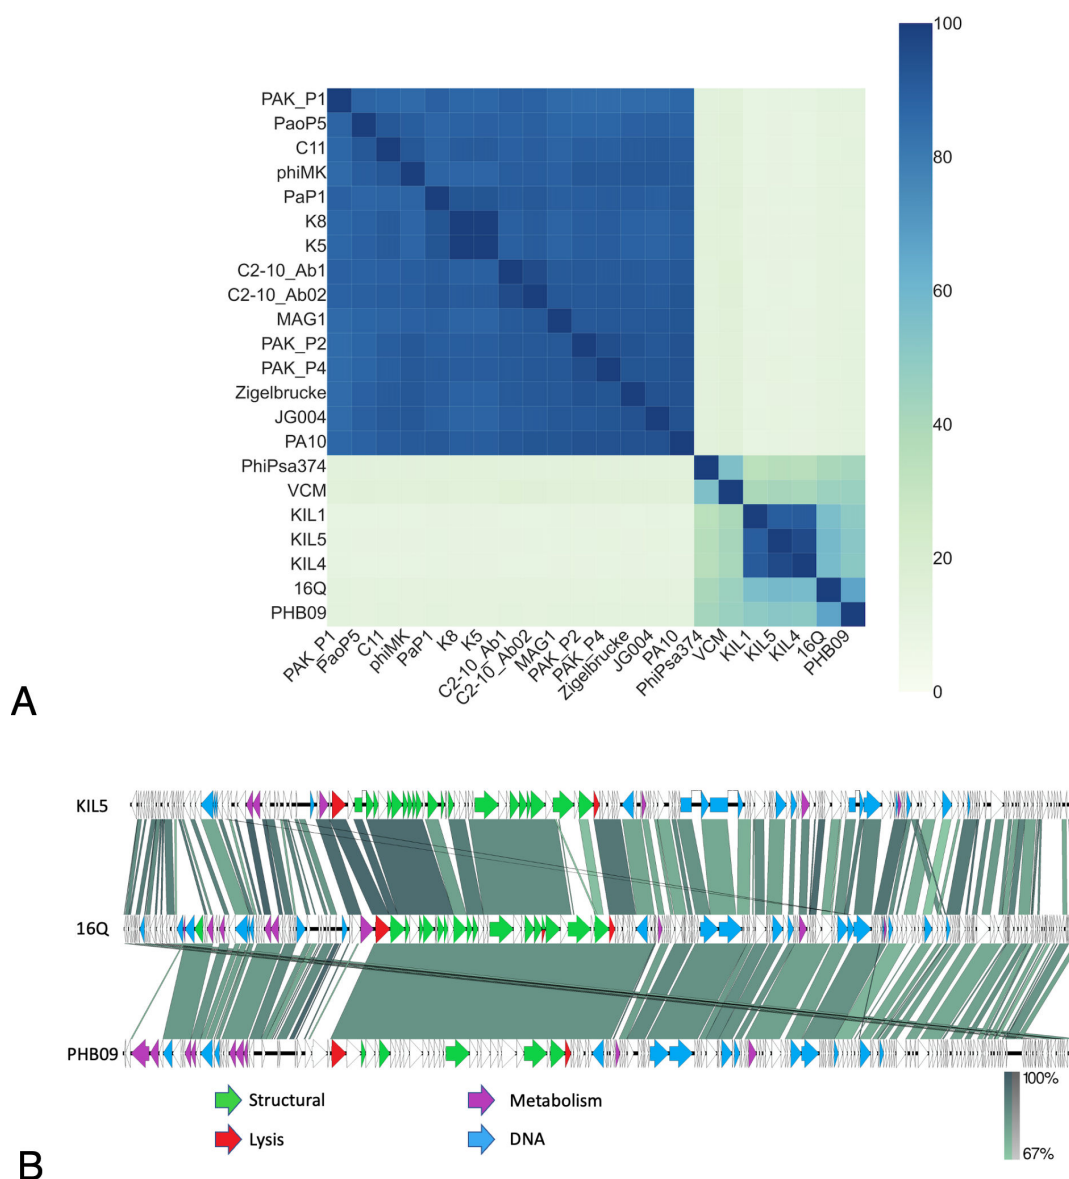 100
80
60
40
20
0
PAK_P1
PaoP5
C11
phiMK
PaP1
K8
K5
C2-10_Ab1
C2-10_Ab02
MAG1
PAK_P2
PAK_P4
Zigelbrucke
JG004
PA10
PhiPsa374
VCM
KIL1
KIL5
KIL4
16Q
PHB09
PAK_P1
PaoP5
C11
phiMK
PaP1
K8
K5
C2-10_Ab1
C2-10_Ab02
MAG1
PAK_P2
PAK_P4
Zigelbrucke
JG004
PA10
PhiPsa374
VCM
KIL1
KIL5
KIL4
16Q
PHB09
A
KIL5
16Q
PHB09
Structural
Metabolism
Lysis
DNA
100%
67%
B